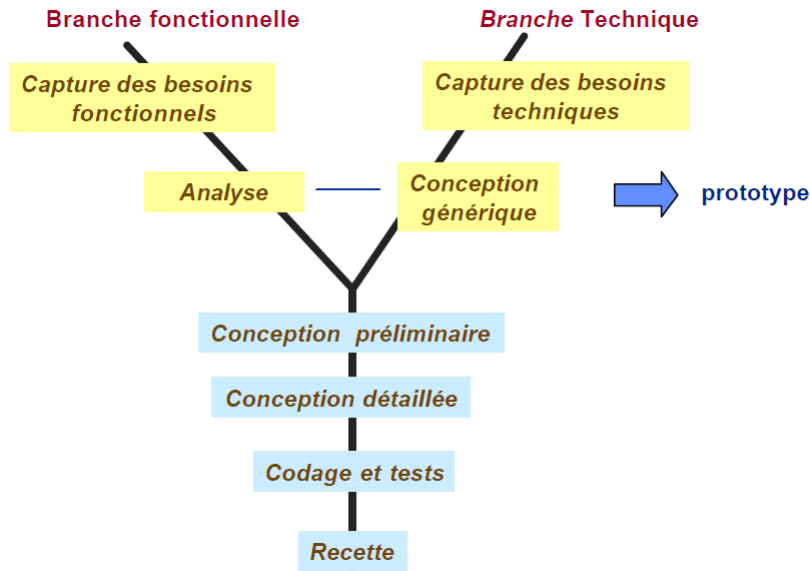 Branche fonctionnelle
Branche Technique
Capture des besoins
fonctionnels
Capture des besoins
techniques
Analyse
Conception
générique
prototype
Conception préliminaire
Conception détaillée
Codage et tests
Recette